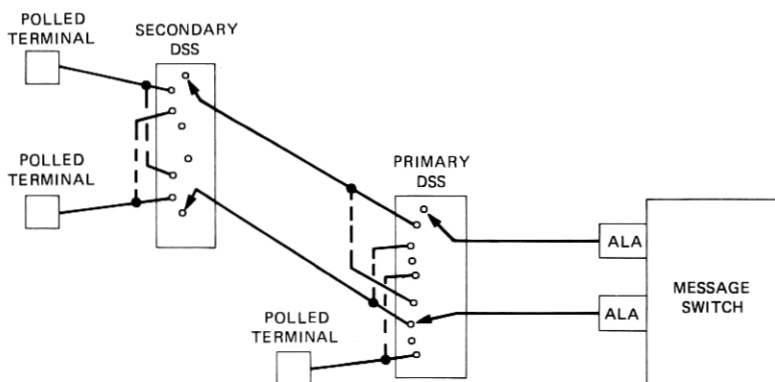 POLLED
TERMINAL
SECONDARY
DSS
POLLED
TERMINAL
PRIMARY
DSS
ALA
MESSAGE
SWITCH
ALA
POLLED
TERMINAL